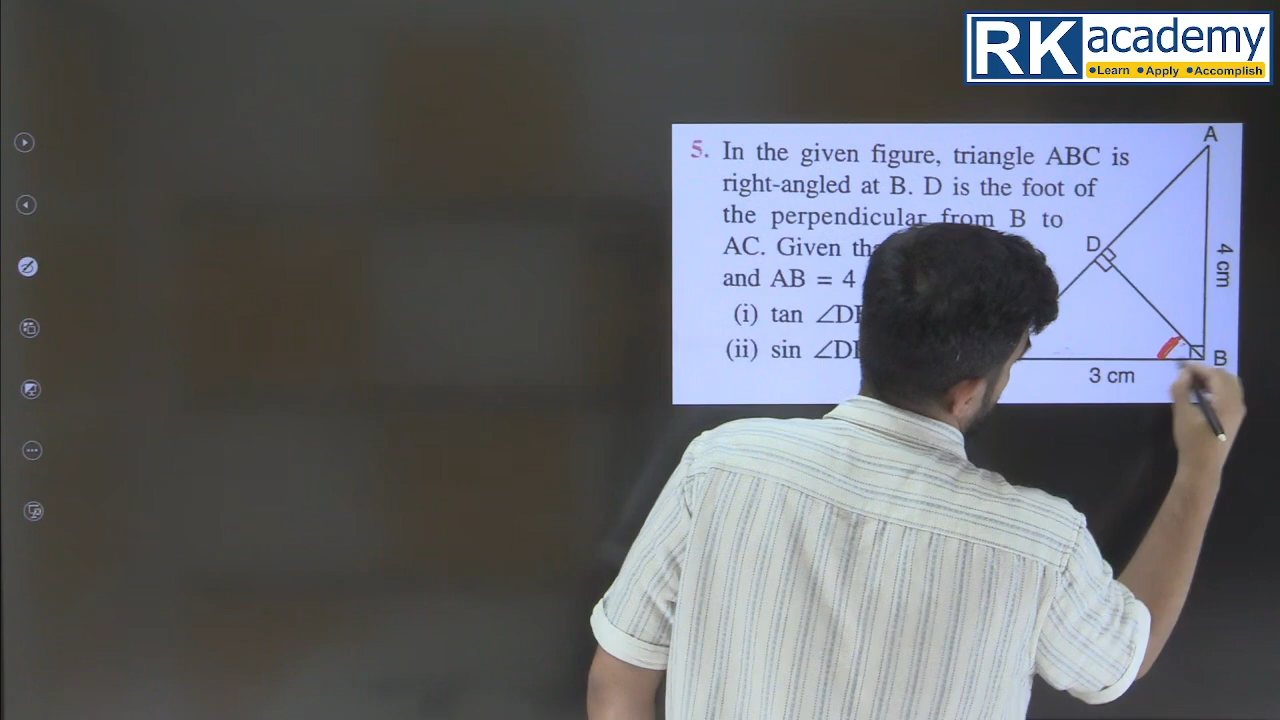 RK academy
•Learn •Apply •Accomplish
5. In the given figure, triangle ABC is
right-angled at B. D is the foot of
the perpendicular from B to
AC. Given
and AB = 4
(i) tan
(ii) sin
A
D
4 cm
B
3 cm